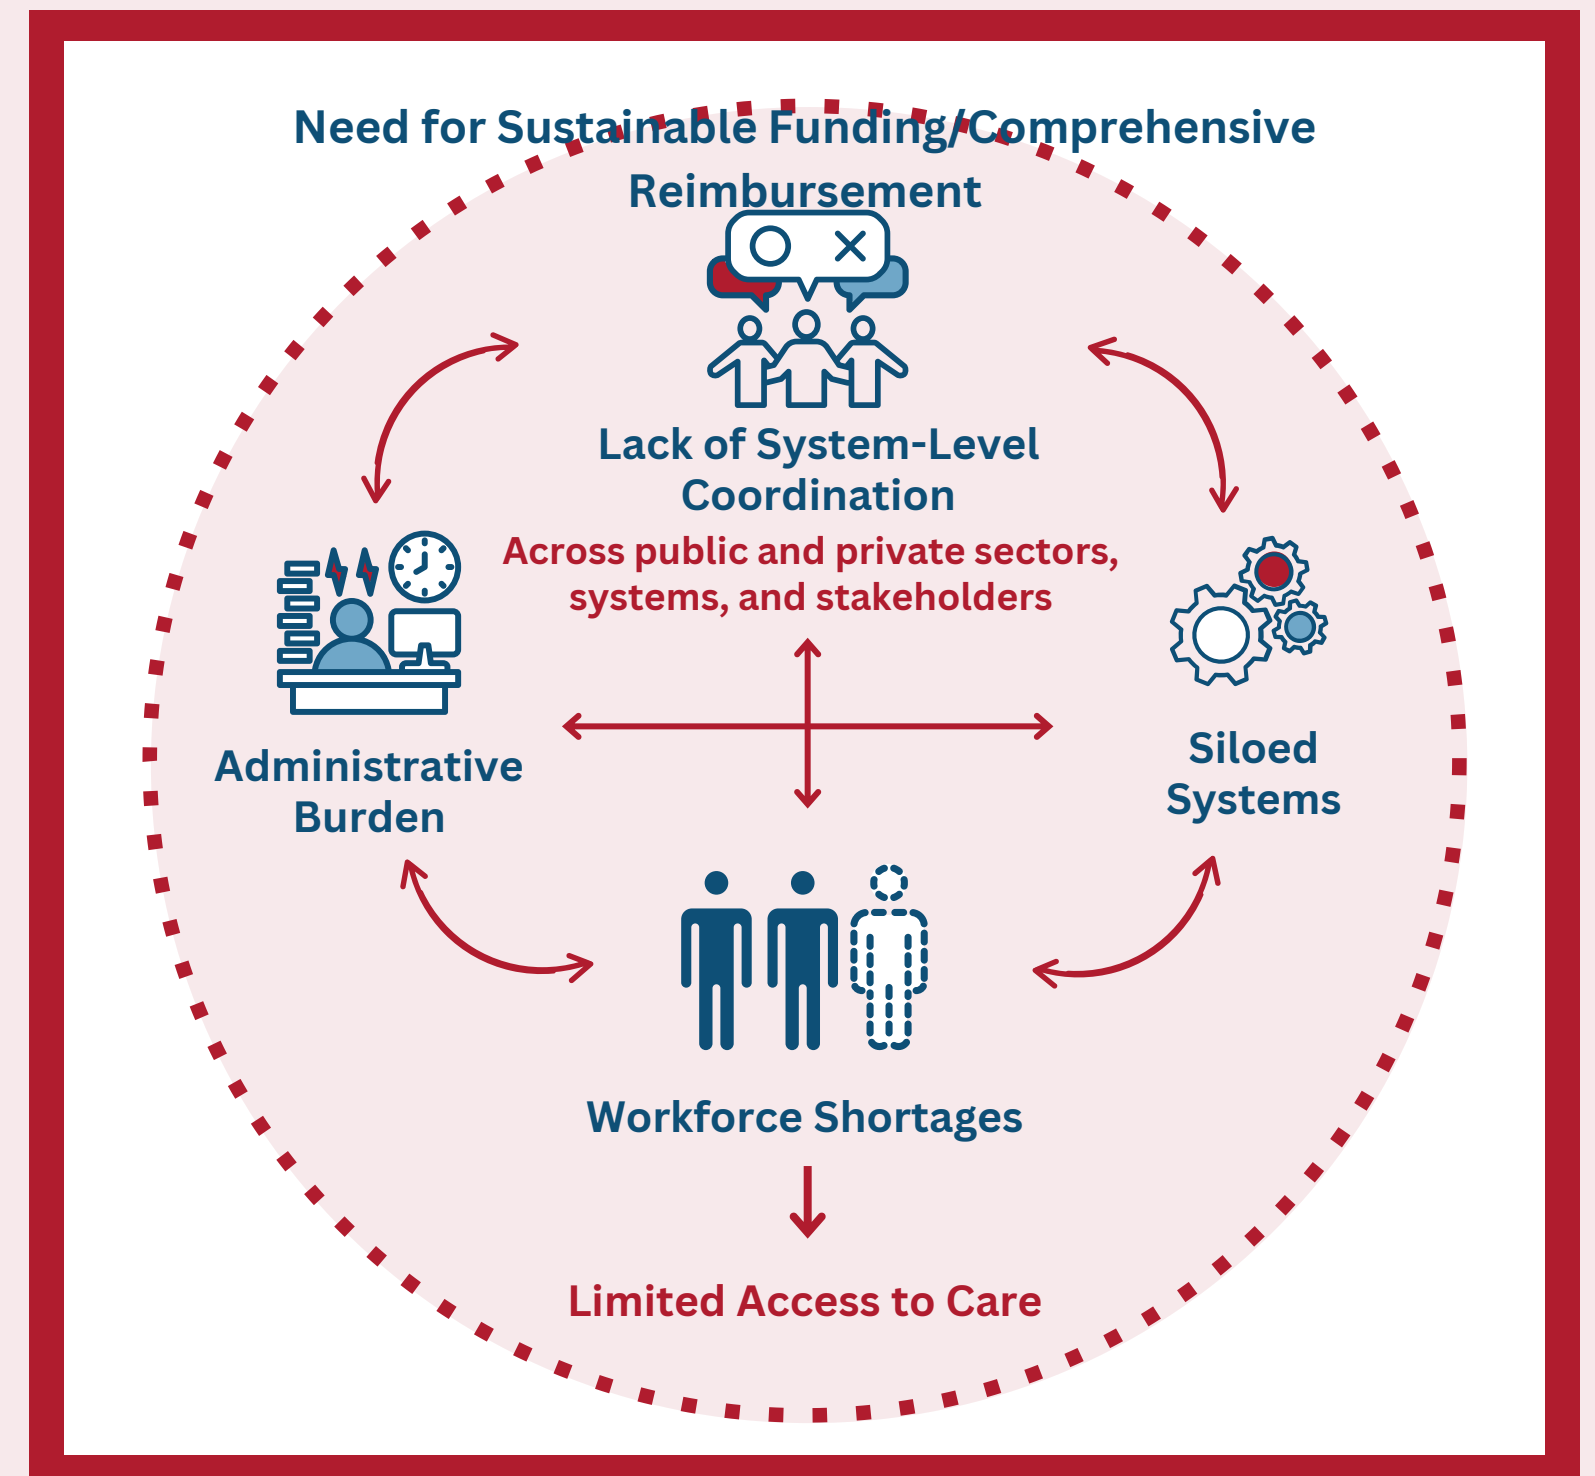 Need for Sustainable Funding/Comprehensive
Reimbursement
Lack of System-Level
Coordination
Across public and private sectors,
systems, and stakeholders
Administrative
Burden
Siloed
Systems
Workforce Shortages
Limited Access to Care